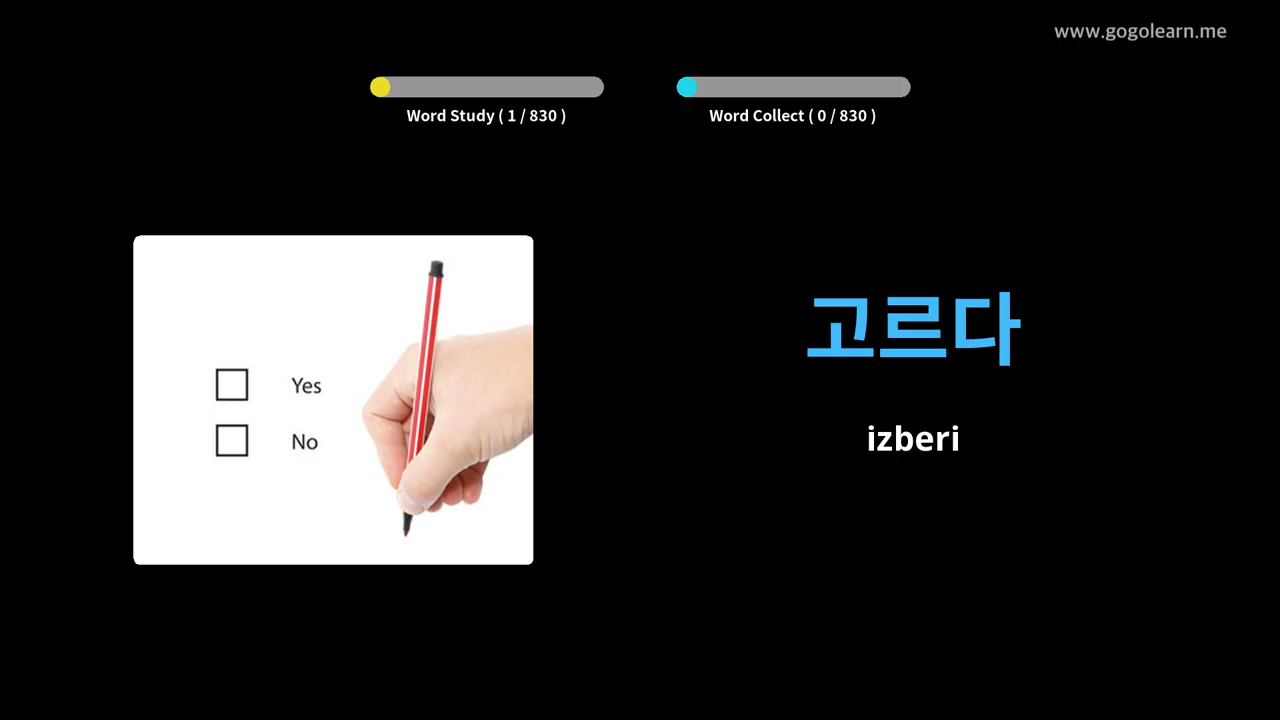 www.gogolearn.me
Word Study ( 1 / 830 )
Word Collect ( 0 / 830 )
Yes
No
고르다
izberi